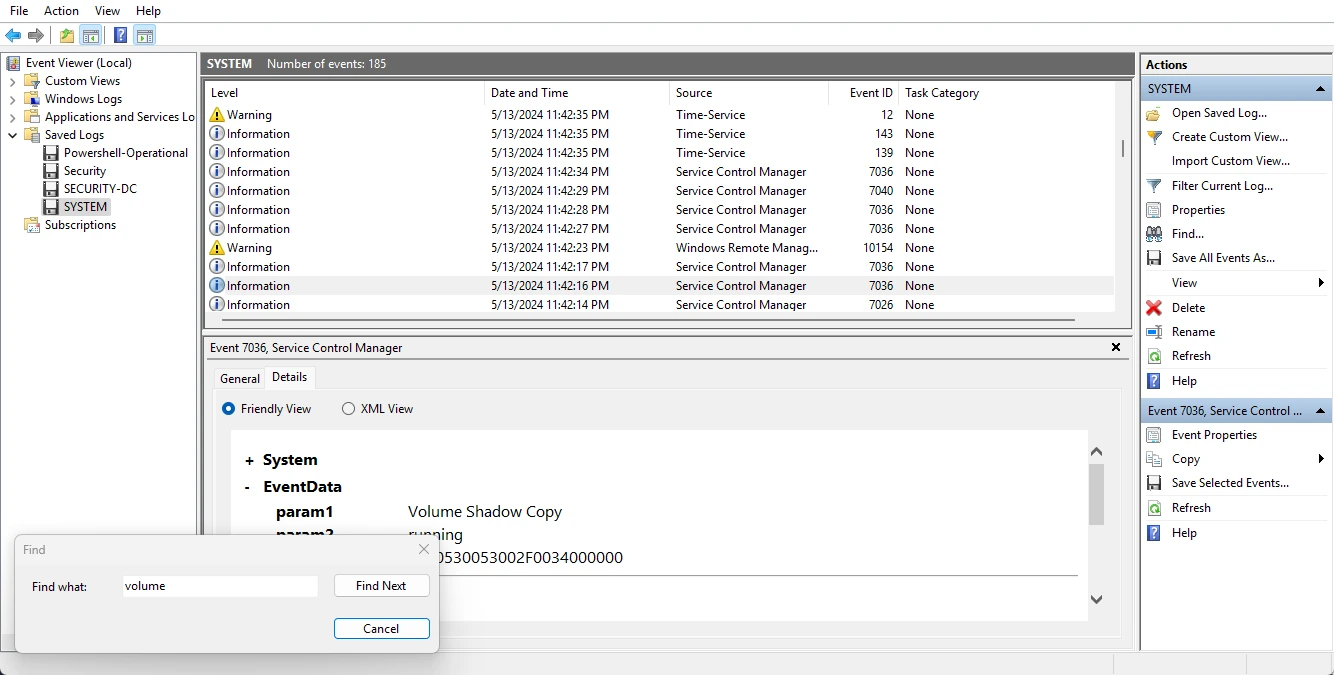 File Action View Help
Event Viewer (Local)
Custom Views
Windows Logs
Applications and Services Lo
Saved Logs
Powershell-Operational
Security
SECURITY-DC
SYSTEM
Subscriptions
SYSTEM Number of events: 185
Level Date and Time Source Event ID Task Category
Warning 5/13/2024 11:42:35 PM Time-Service 12 None
Information 5/13/2024 11:42:35 PM Time-Service 143 None
Information 5/13/2024 11:42:35 PM Time-Service 139 None
Information 5/13/2024 11:42:34 PM Service Control Manager 7036 None
Information 5/13/2024 11:42:29 PM Service Control Manager 7040 None
Information 5/13/2024 11:42:28 PM Service Control Manager 7036 None
Information 5/13/2024 11:42:27 PM Service Control Manager 7036 None
Warning 5/13/2024 11:42:23 PM Windows Remote Manag... 10154 None
Information 5/13/2024 11:42:17 PM Service Control Manager 7036 None
Information 5/13/2024 11:42:16 PM Service Control Manager 7036 None
Information 5/13/2024 11:42:14 PM Service Control Manager 7026 None
Event 7036, Service Control Manager
General Details
Friendly View XML View
+ System
- EventData
param1 Volume Shadow Copy
param2 running
530053002F0034000000
Find
Find what: volume Find Next
Cancel
Actions
SYSTEM
Open Saved Log...
Create Custom View...
Import Custom View...
Filter Current Log...
Properties
Find...
Save All Events As...
View
Delete
Rename
Refresh
Help
Event 7036, Service Control ...
Event Properties
Copy
Save Selected Events...
Refresh
Help